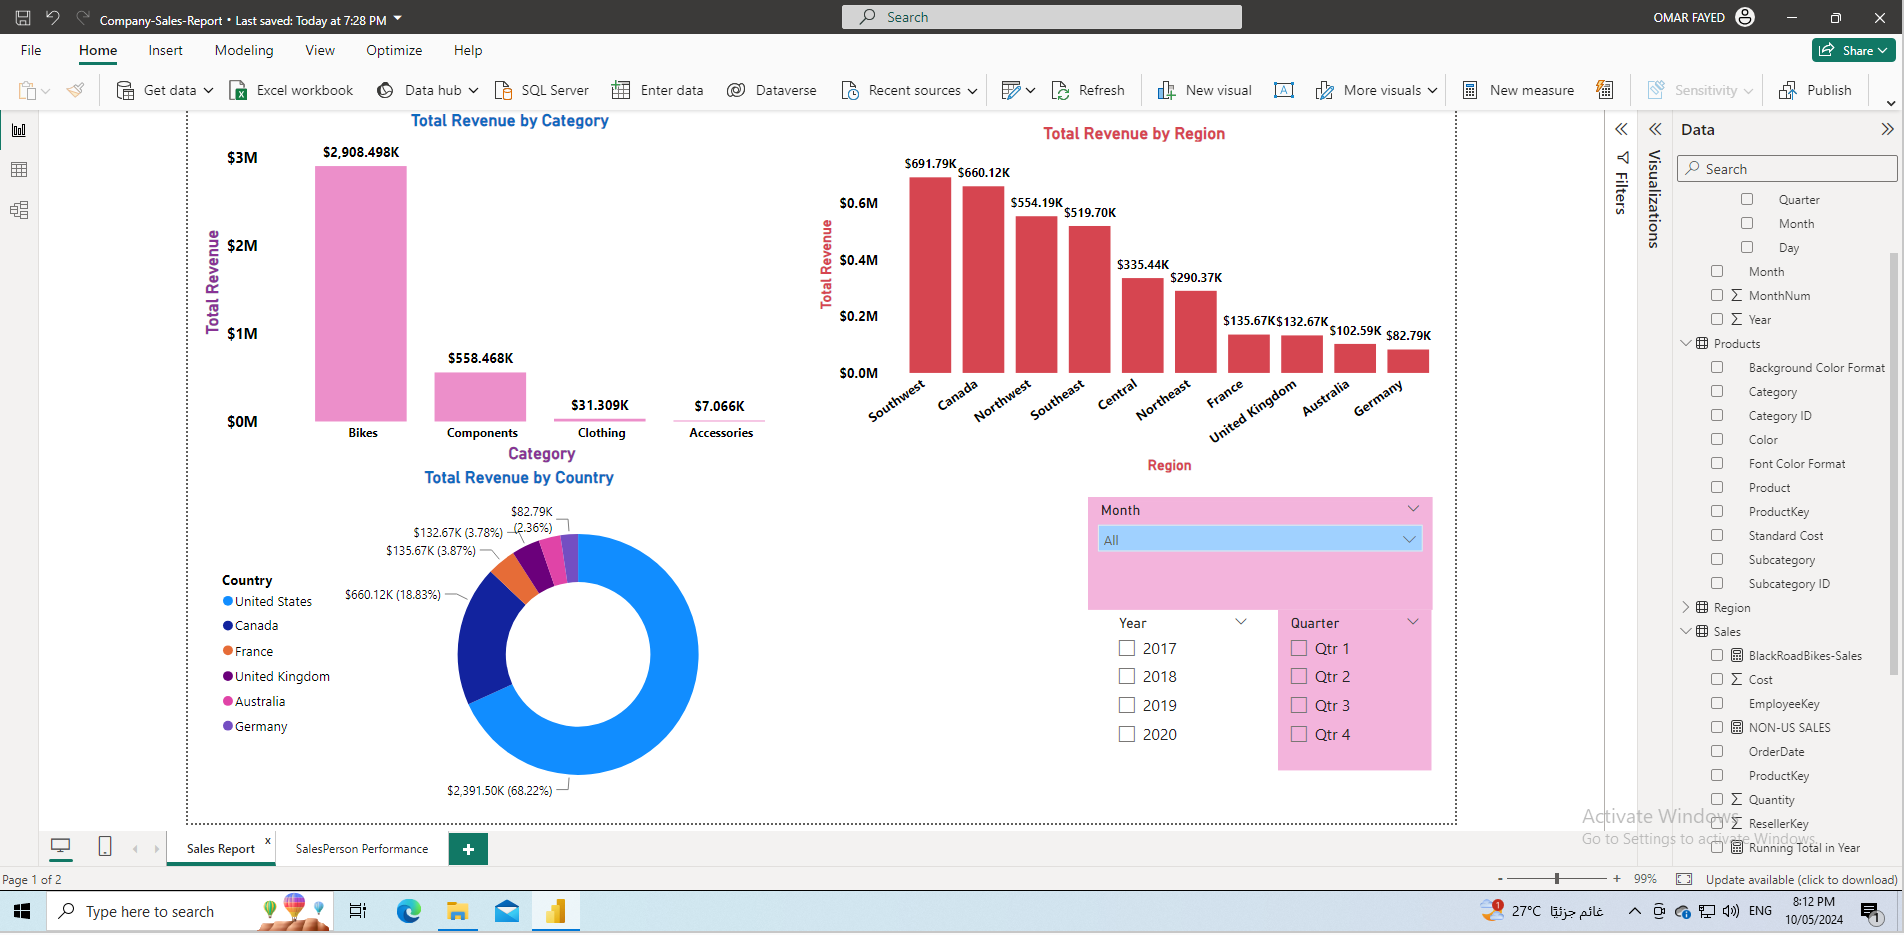 Company-Sales-Report • Last saved: Today at 7:28 PM
Search
OMAR FAYED
File
Home
Insert
Modeling
View
Optimize
Help
Share
Get data
Excel workbook
Data hub
SQL Server
Enter data
Dataverse
Recent sources
Refresh
New visual
More visuals
New measure
Sensitivity
Publish
Total Revenue by Category
Total Revenue
$3M
$2M
$1M
$0M
$2,908.498K
$558.468K
$31.309K
$7.066K
Bikes
Components
Clothing
Accessories
Category
Total Revenue by Region
Total Revenue
$0.6M
$0.4M
$0.2M
$0.0M
$691.79K
$660.12K
$554.19K
$519.70K
$335.44K
$290.37K
$135.67K
$132.67K
$102.59K
$82.79K
Southwest
Canada
Northwest
Southeast
Central
Northeast
France
United Kingdom
Australia
Germany
Region
Total Revenue by Country
Country
United States
Canada
France
United Kingdom
Australia
Germany
$82.79K
(2.36%)
$132.67K (3.78%)
$135.67K (3.87%)
$660.12K (18.83%)
$2,391.50K (68.22%)
Month
All
Year
2017
2018
2019
2020
Quarter
Qtr 1
Qtr 2
Qtr 3
Qtr 4
Filters
Visualizations
Data
Search
Quarter
Month
Day
Month
MonthNum
Year
Products
Background Color Format
Category
Category ID
Color
Font Color Format
Product
ProductKey
Standard Cost
Subcategory
Subcategory ID
Region
Sales
BlackRoadBikes-Sales
Cost
EmployeeKey
NON-US SALES
OrderDate
ProductKey
Quantity
ResellerKey
Running Total in Year
Activate Windows
Go to Settings to activate Windows.
Sales Report
x
SalesPerson Performance
+
Page 1 of 2
- + 99%
Update available (click to download)
Type here to search
1
27°C غائم جزئيًا
ENG
8:12 PM
10/05/2024
1